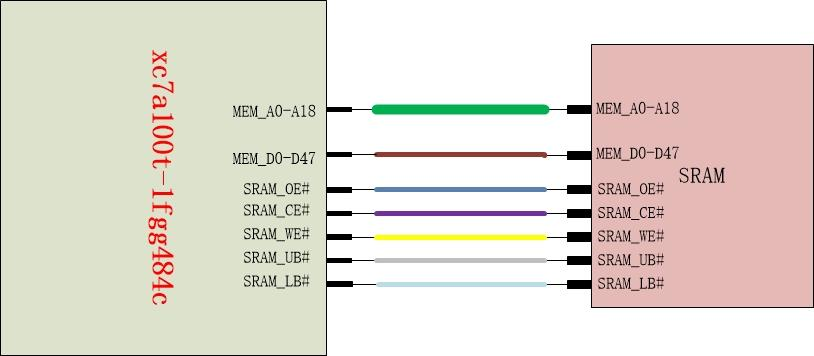 xc7a100t-1fgg484c
MEM_A0-A18
MEM_D0-D47
SRAM_OE#
SRAM_CE#
SRAM_WE#
SRAM_UB#
SRAM_LB#
MEM_A0-A18
MEM_D0-D47
SRAM
SRAM_OE#
SRAM_CE#
SRAM_WE#
SRAM_UB#
SRAM_LB#